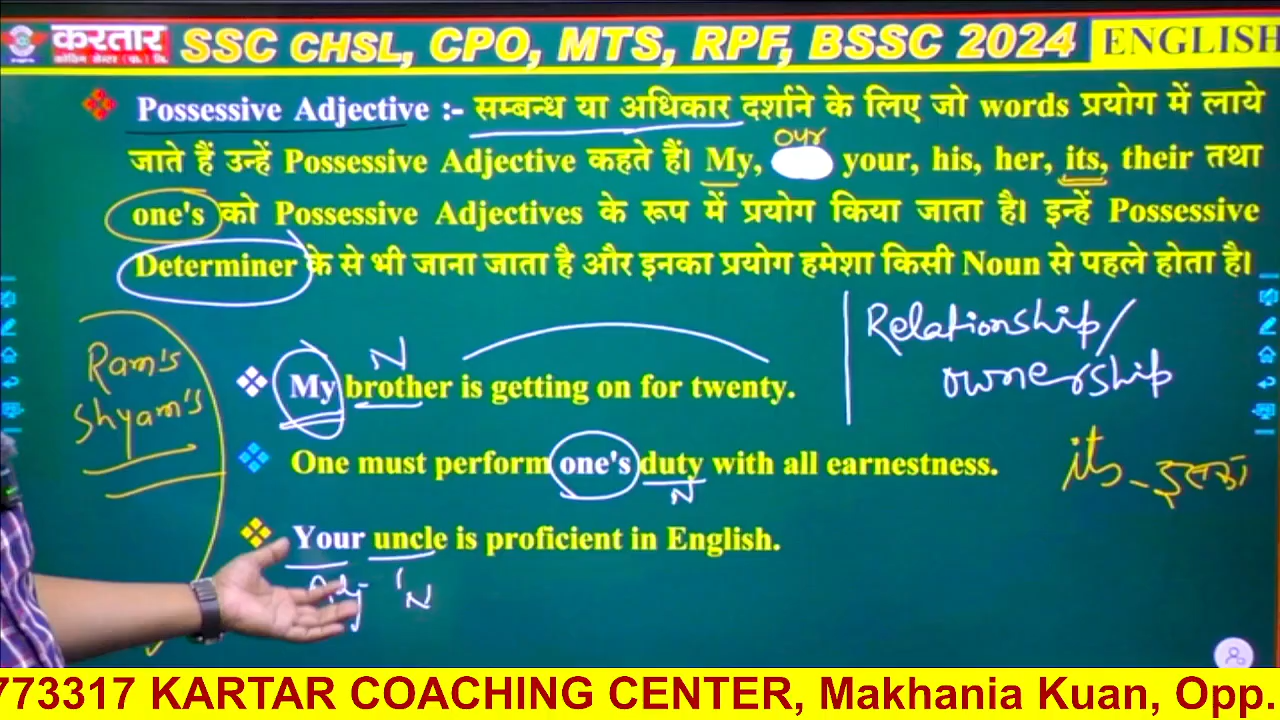 करतार SSC CHSL, CPO, MTS, RPF, BSSC 2024 ENGLISH
Possessive Adjective :- सम्बन्ध या अधिकार दर्शाने के लिए जो words प्रयोग में लाये
our
जाते हैं उन्हें Possessive Adjective कहते हैं। My, your, his, her, its, their तथा
one's को Possessive Adjectives के रूप में प्रयोग किया जाता है। इन्हें Possessive
Determiner के से भी जाना जाता है और इनका प्रयोग हमेशा किसी Noun से पहले होता है।
Relationship/
ownership
Ram's
Shyam's
N
My brother is getting on for twenty.
One must perform one's duty with all earnestness.
N
its - इसका
Your uncle is proficient in English.
Adj N
773317 KARTAR COACHING CENTER, Makhania Kuan, Opp.